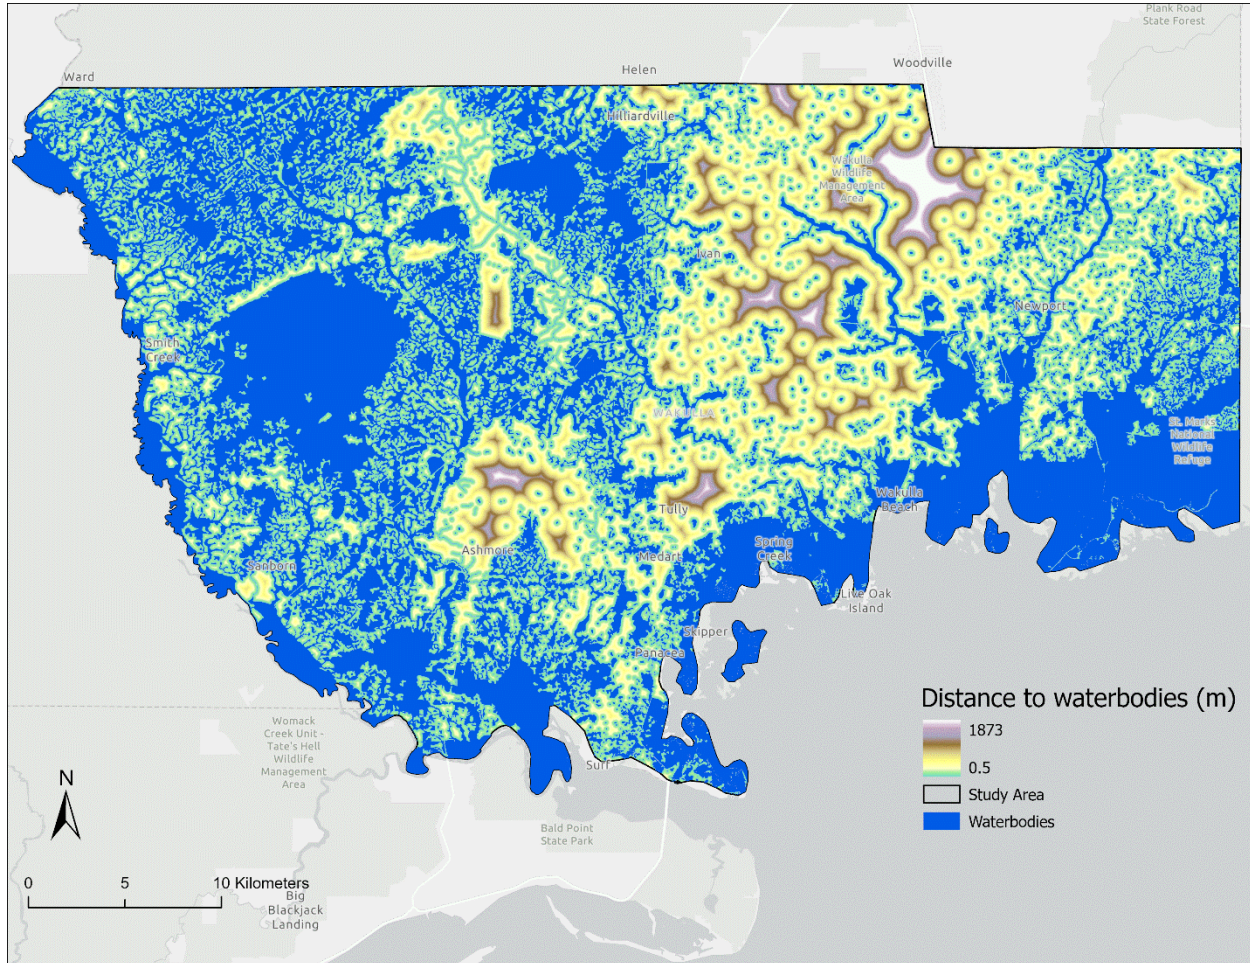 Plank Road
State Forest
Woodville
Helen
Ward
Hilliardville
Wakulla
Wildlife
Management
Area
Ivan
Newport
Smith
Creek
WAKULLA
St. Marks
National
Wildlife
Refuge
Wakulla
Beach
Tully
Ashmore
Medart
Spring
Creek
Sanborn
Live Oak
Island
Skipper
Panacea
Distance to waterbodies (m)
1873
0.5
Study Area
Waterbodies
Womack
Creek Unit -
Tate's Hell
Wildlife
Management
Area
Surf
N
Bald Point
State Park
0 5 10 Kilometers
Big
Blackjack
Landing